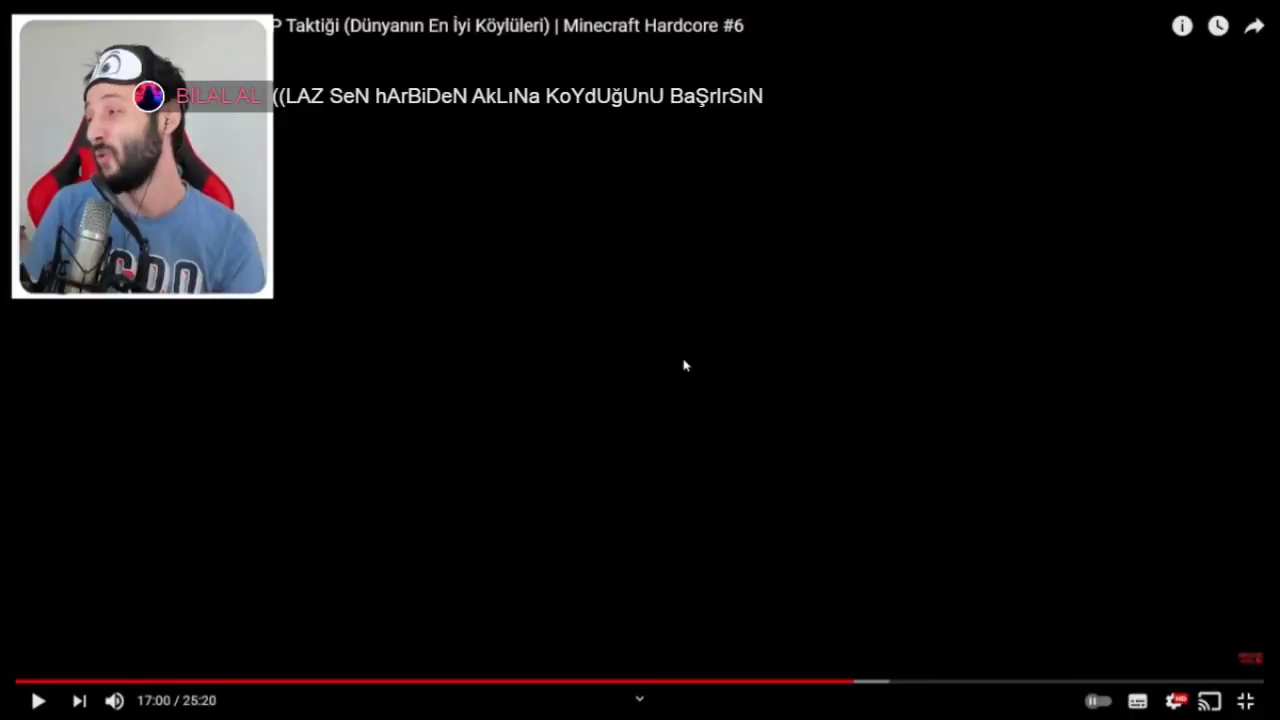 P Taktiği (Dünyanın En İyi Köylüleri) | Minecraft Hardcore #6
BILAL AL ((LAZ SeN hArBiDeN AkLıNa KoYdUğUnU BaŞrIrSıN
17:00 / 25:20
HD